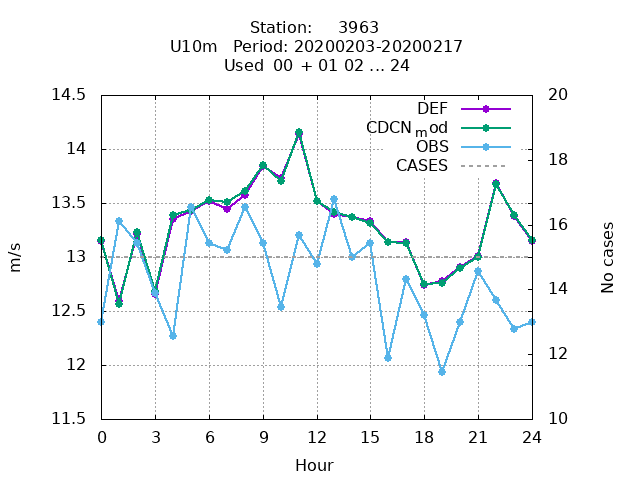 Station:     3963
U10m   Period: 20200203-20200217
Used  00 + 01 02 ... 24
14.5
14
13.5
13
12.5
12
11.5
m/s
20
18
16
14
12
10
No cases
DEF
CDCN_mod
OBS
CASES
0 3 6 9 12 15 18 21 24
Hour